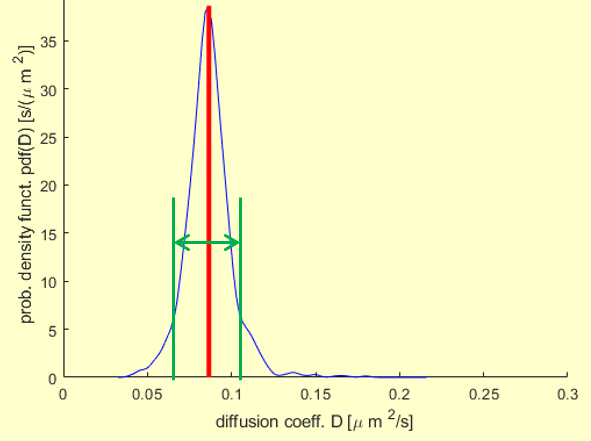 prob. density funct. pdf(D) [s/(μ m ²)]
35
30
25
20
15
10
5
0
0 0.05 0.1 0.15 0.2 0.25 0.3
diffusion coeff. D [μ m ²/s]